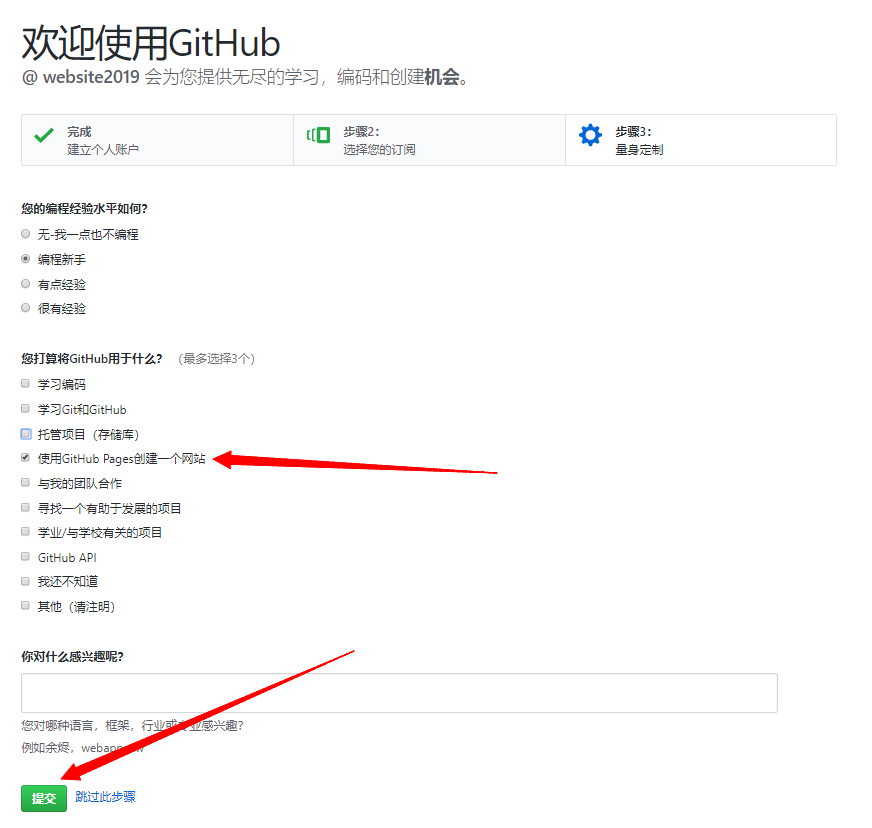 欢迎使用GitHub
@ website2019 会为您提供无尽的学习，编码和创建机会。
完成
建立个人账户
步骤2：
选择您的订阅
步骤3：
量身定制
您的编程经验水平如何？
无-我一点也不编程
编程新手
有点经验
很有经验
您打算将GitHub用于什么？ （最多选择3个）
学习编码
学习Git和GitHub
托管项目（存储库）
使用GitHub Pages创建一个网站
与我的团队合作
寻找一个有助于发展的项目
学业/与学校有关的项目
GitHub API
我还不知道
其他（请注明）
你对什么感兴趣呢？
您对哪种语言，框架，行业或专业感兴趣？
例如余烬，
提交 跳过此步骤